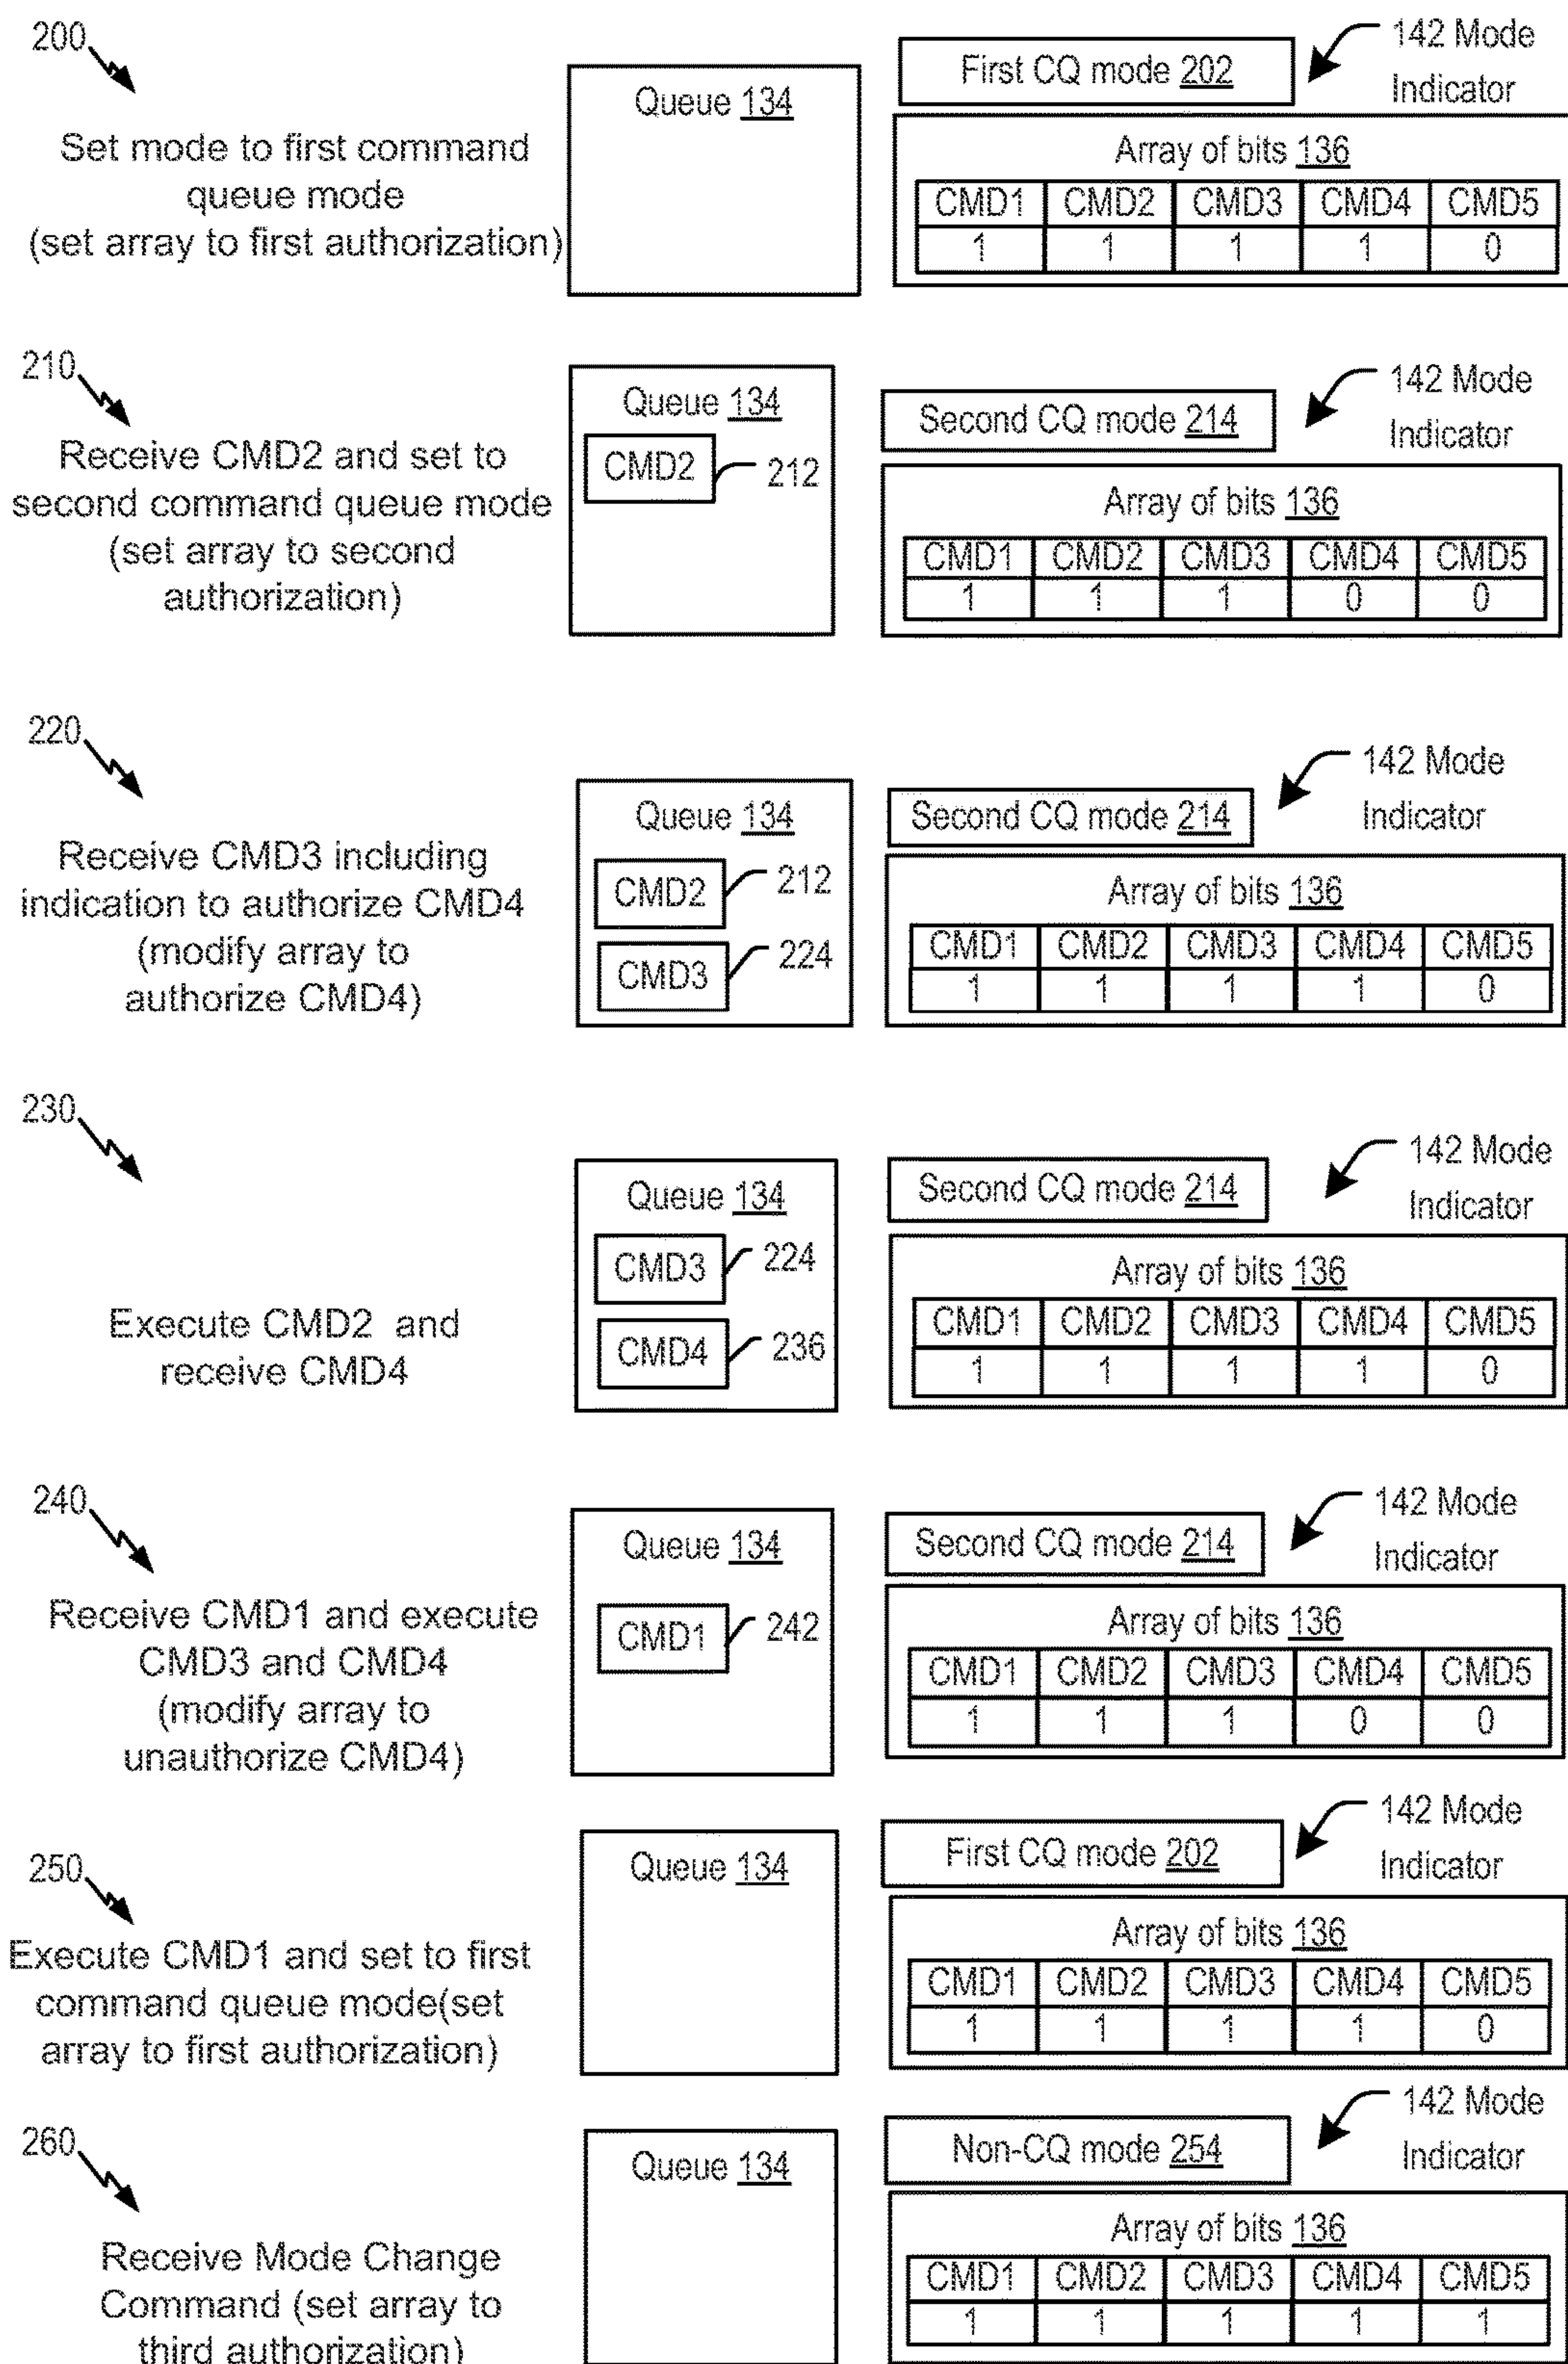 200
Set mode to first command
queue mode
(set array to first authorization)
Queue 134
First CQ mode 202
142 Mode
Indicator
Array of bits 136
CMD1 CMD2 CMD3 CMD4 CMD5
1 1 1 1 0
210
Receive CMD2 and set to
second command queue mode
(set array to second
authorization)
Queue 134
CMD2 212
Second CQ mode 214
142 Mode
Indicator
Array of bits 136
CMD1 CMD2 CMD3 CMD4 CMD5
1 1 1 0 0
220
Receive CMD3 including
indication to authorize CMD4
(modify array to
authorize CMD4)
Queue 134
CMD2 212
CMD3 224
Second CQ mode 214
142 Mode
Indicator
Array of bits 136
CMD1 CMD2 CMD3 CMD4 CMD5
1 1 1 1 0
230
Execute CMD2 and
receive CMD4
Queue 134
CMD3 224
CMD4 236
Second CQ mode 214
142 Mode
Indicator
Array of bits 136
CMD1 CMD2 CMD3 CMD4 CMD5
1 1 1 1 0
240
Receive CMD1 and execute
CMD3 and CMD4
(modify array to
unauthorize CMD4)
Queue 134
CMD1 242
Second CQ mode 214
142 Mode
Indicator
Array of bits 136
CMD1 CMD2 CMD3 CMD4 CMD5
1 1 1 0 0
250
Execute CMD1 and set to first
command queue mode(set
array to first authorization)
Queue 134
First CQ mode 202
142 Mode
Indicator
Array of bits 136
CMD1 CMD2 CMD3 CMD4 CMD5
1 1 1 1 0
260
Receive Mode Change
Command (set array to
third authorization)
Queue 134
Non-CQ mode 254
142 Mode
Indicator
Array of bits 136
CMD1 CMD2 CMD3 CMD4 CMD5
1 1 1 1 1